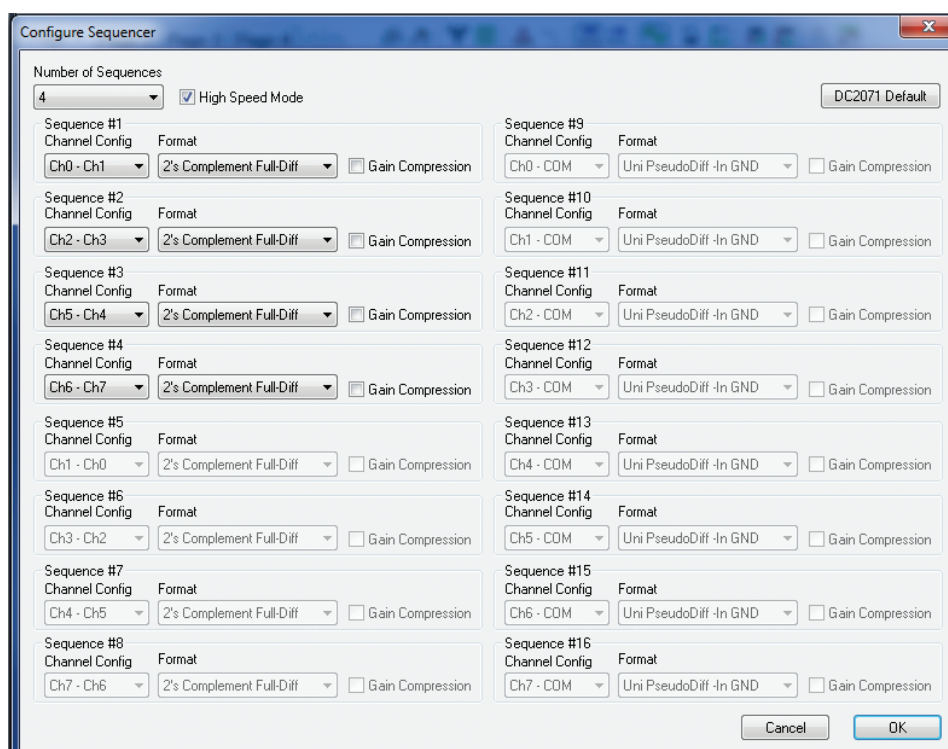 Configure Sequencer
Number of Sequences
4
High Speed Mode
DC2071 Default
Sequence #1
Channel Config Format
Ch0 - Ch1 2's Complement Full-Diff Gain Compression
Sequence #2
Channel Config Format
Ch2 - Ch3 2's Complement Full-Diff Gain Compression
Sequence #3
Channel Config Format
Ch5 - Ch4 2's Complement Full-Diff Gain Compression
Sequence #4
Channel Config Format
Ch6 - Ch7 2's Complement Full-Diff Gain Compression
Sequence #5
Channel Config Format
Ch1 - Ch0 2's Complement Full-Diff Gain Compression
Sequence #6
Channel Config Format
Ch3 - Ch2 2's Complement Full-Diff Gain Compression
Sequence #7
Channel Config Format
Ch4 - Ch5 2's Complement Full-Diff Gain Compression
Sequence #8
Channel Config Format
Ch7 - Ch6 2's Complement Full-Diff Gain Compression
Sequence #9
Channel Config Format
Ch0 - COM Uni PseudoDiff -In GND Gain Compression
Sequence #10
Channel Config Format
Ch1 - COM Uni PseudoDiff -In GND Gain Compression
Sequence #11
Channel Config Format
Ch2 - COM Uni PseudoDiff -In GND Gain Compression
Sequence #12
Channel Config Format
Ch3 - COM Uni PseudoDiff -In GND Gain Compression
Sequence #13
Channel Config Format
Ch4 - COM Uni PseudoDiff -In GND Gain Compression
Sequence #14
Channel Config Format
Ch5 - COM Uni PseudoDiff -In GND Gain Compression
Sequence #15
Channel Config Format
Ch6 - COM Uni PseudoDiff -In GND Gain Compression
Sequence #16
Channel Config Format
Ch7 - COM Uni PseudoDiff -In GND Gain Compression
Cancel OK